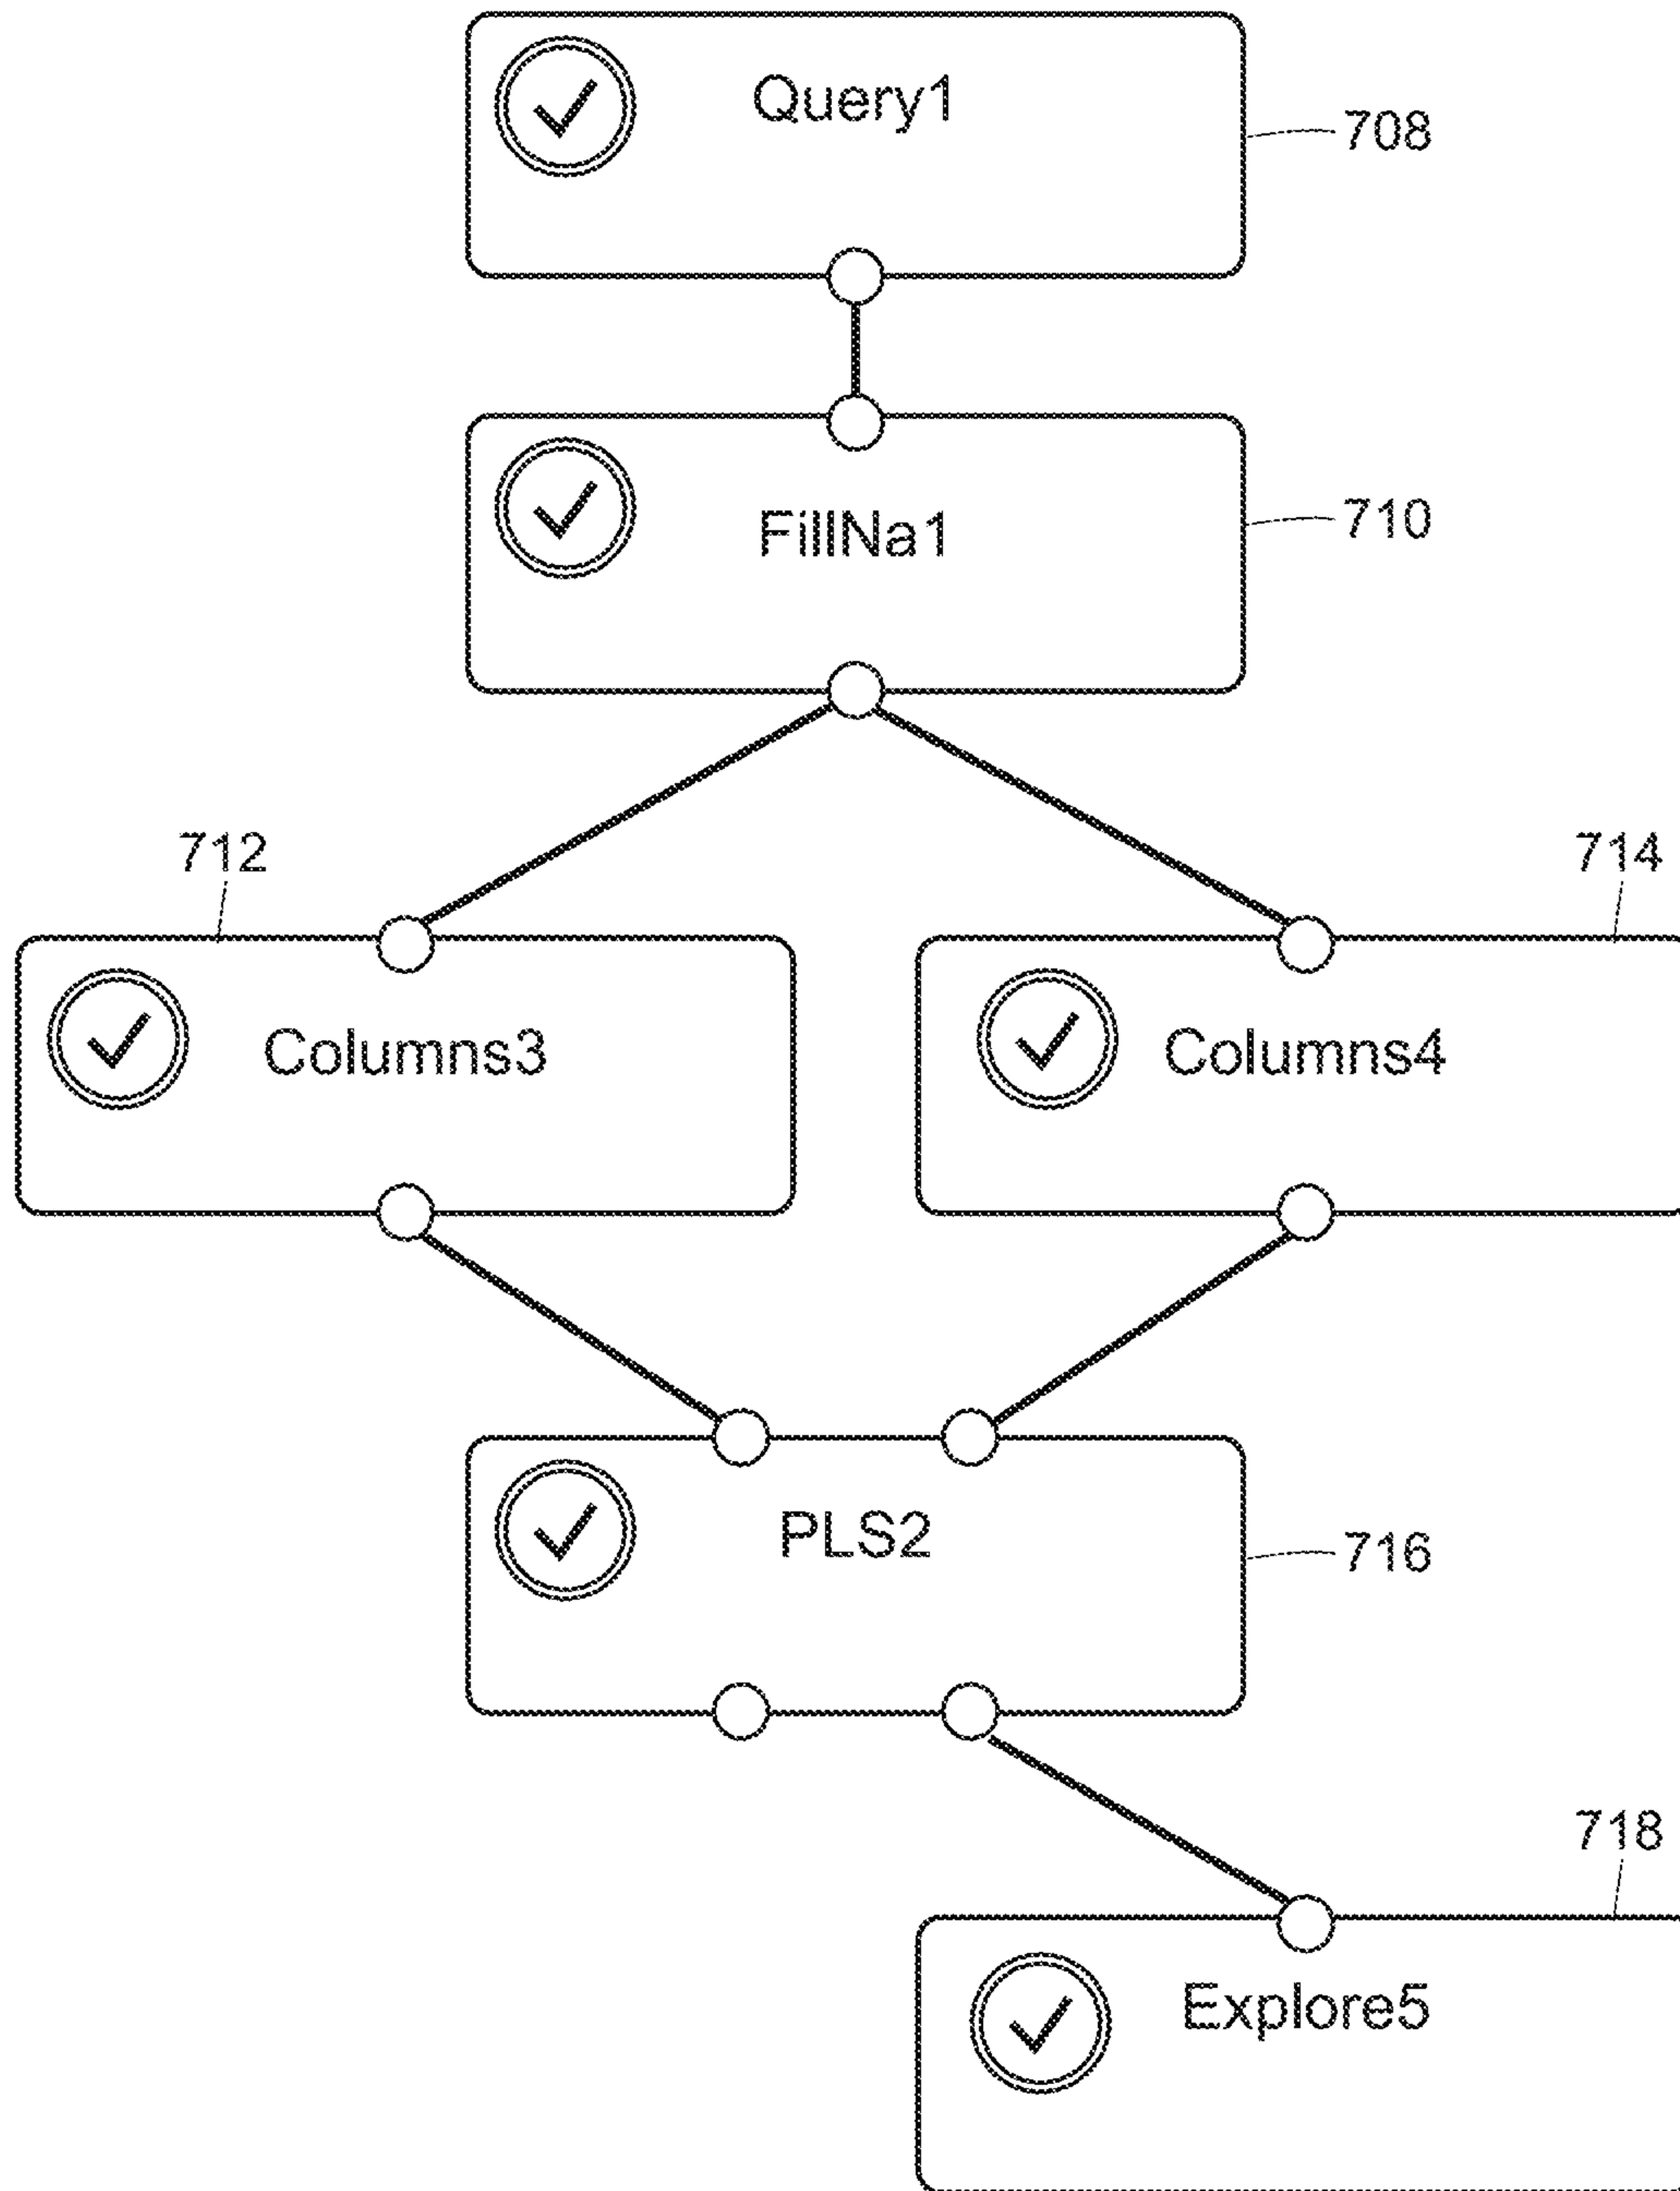 Query1
708
FillNa1
710
712
714
Columns3
Columns4
PLS2
716
718
Explore5